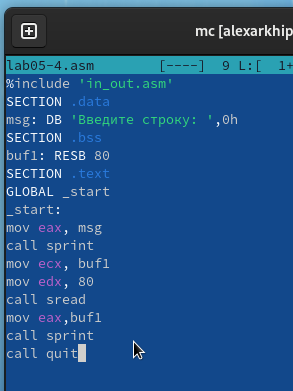 mc [alexarkhip
lab05-4.asm [----] 9 L:[ 1+
%include 'in_out.asm'
SECTION .data
msg: DB 'Введите строку: ',0h
SECTION .bss
buf1: RESB 80
SECTION .text
GLOBAL _start
_start:
mov eax, msg
call sprint
mov ecx, buf1
mov edx, 80
call sread
mov eax,buf1
call sprint
call quit